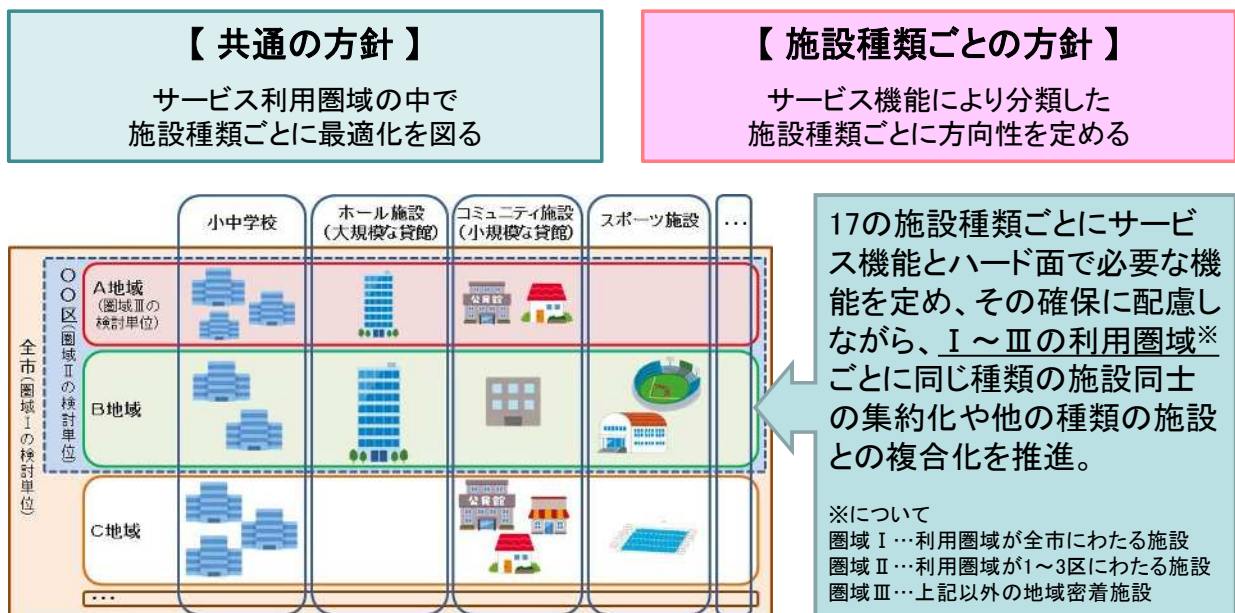 【 共通の方針 】
サービス利用圏域の中で
施設種類ごとに最適化を図る
【 施設種類ごとの方針 】
サービス機能により分類した
施設種類ごとに方向性を定める
小中学校
ホール施設
(大規模な貸館)
コミュニティ施設
(小規模な貸館)
スポーツ施設
…
全市(圏域Ⅰの検討単位)
○○区(圏域Ⅱの検討単位)
A地域
(圏域Ⅲの
検討単位)
公民館
B地域
C地域
公民館
…
17の施設種類ごとにサービ
ス機能とハード面で必要な機
能を定め、その確保に配慮し
ながら、Ⅰ～Ⅲの利用圏域※
ごとに同じ種類の施設同士
の集約化や他の種類の施設
との複合化を推進。
※について
圏域Ⅰ…利用圏域が全市にわたる施設
圏域Ⅱ…利用圏域が1～3区にわたる施設
圏域Ⅲ…上記以外の地域密着施設